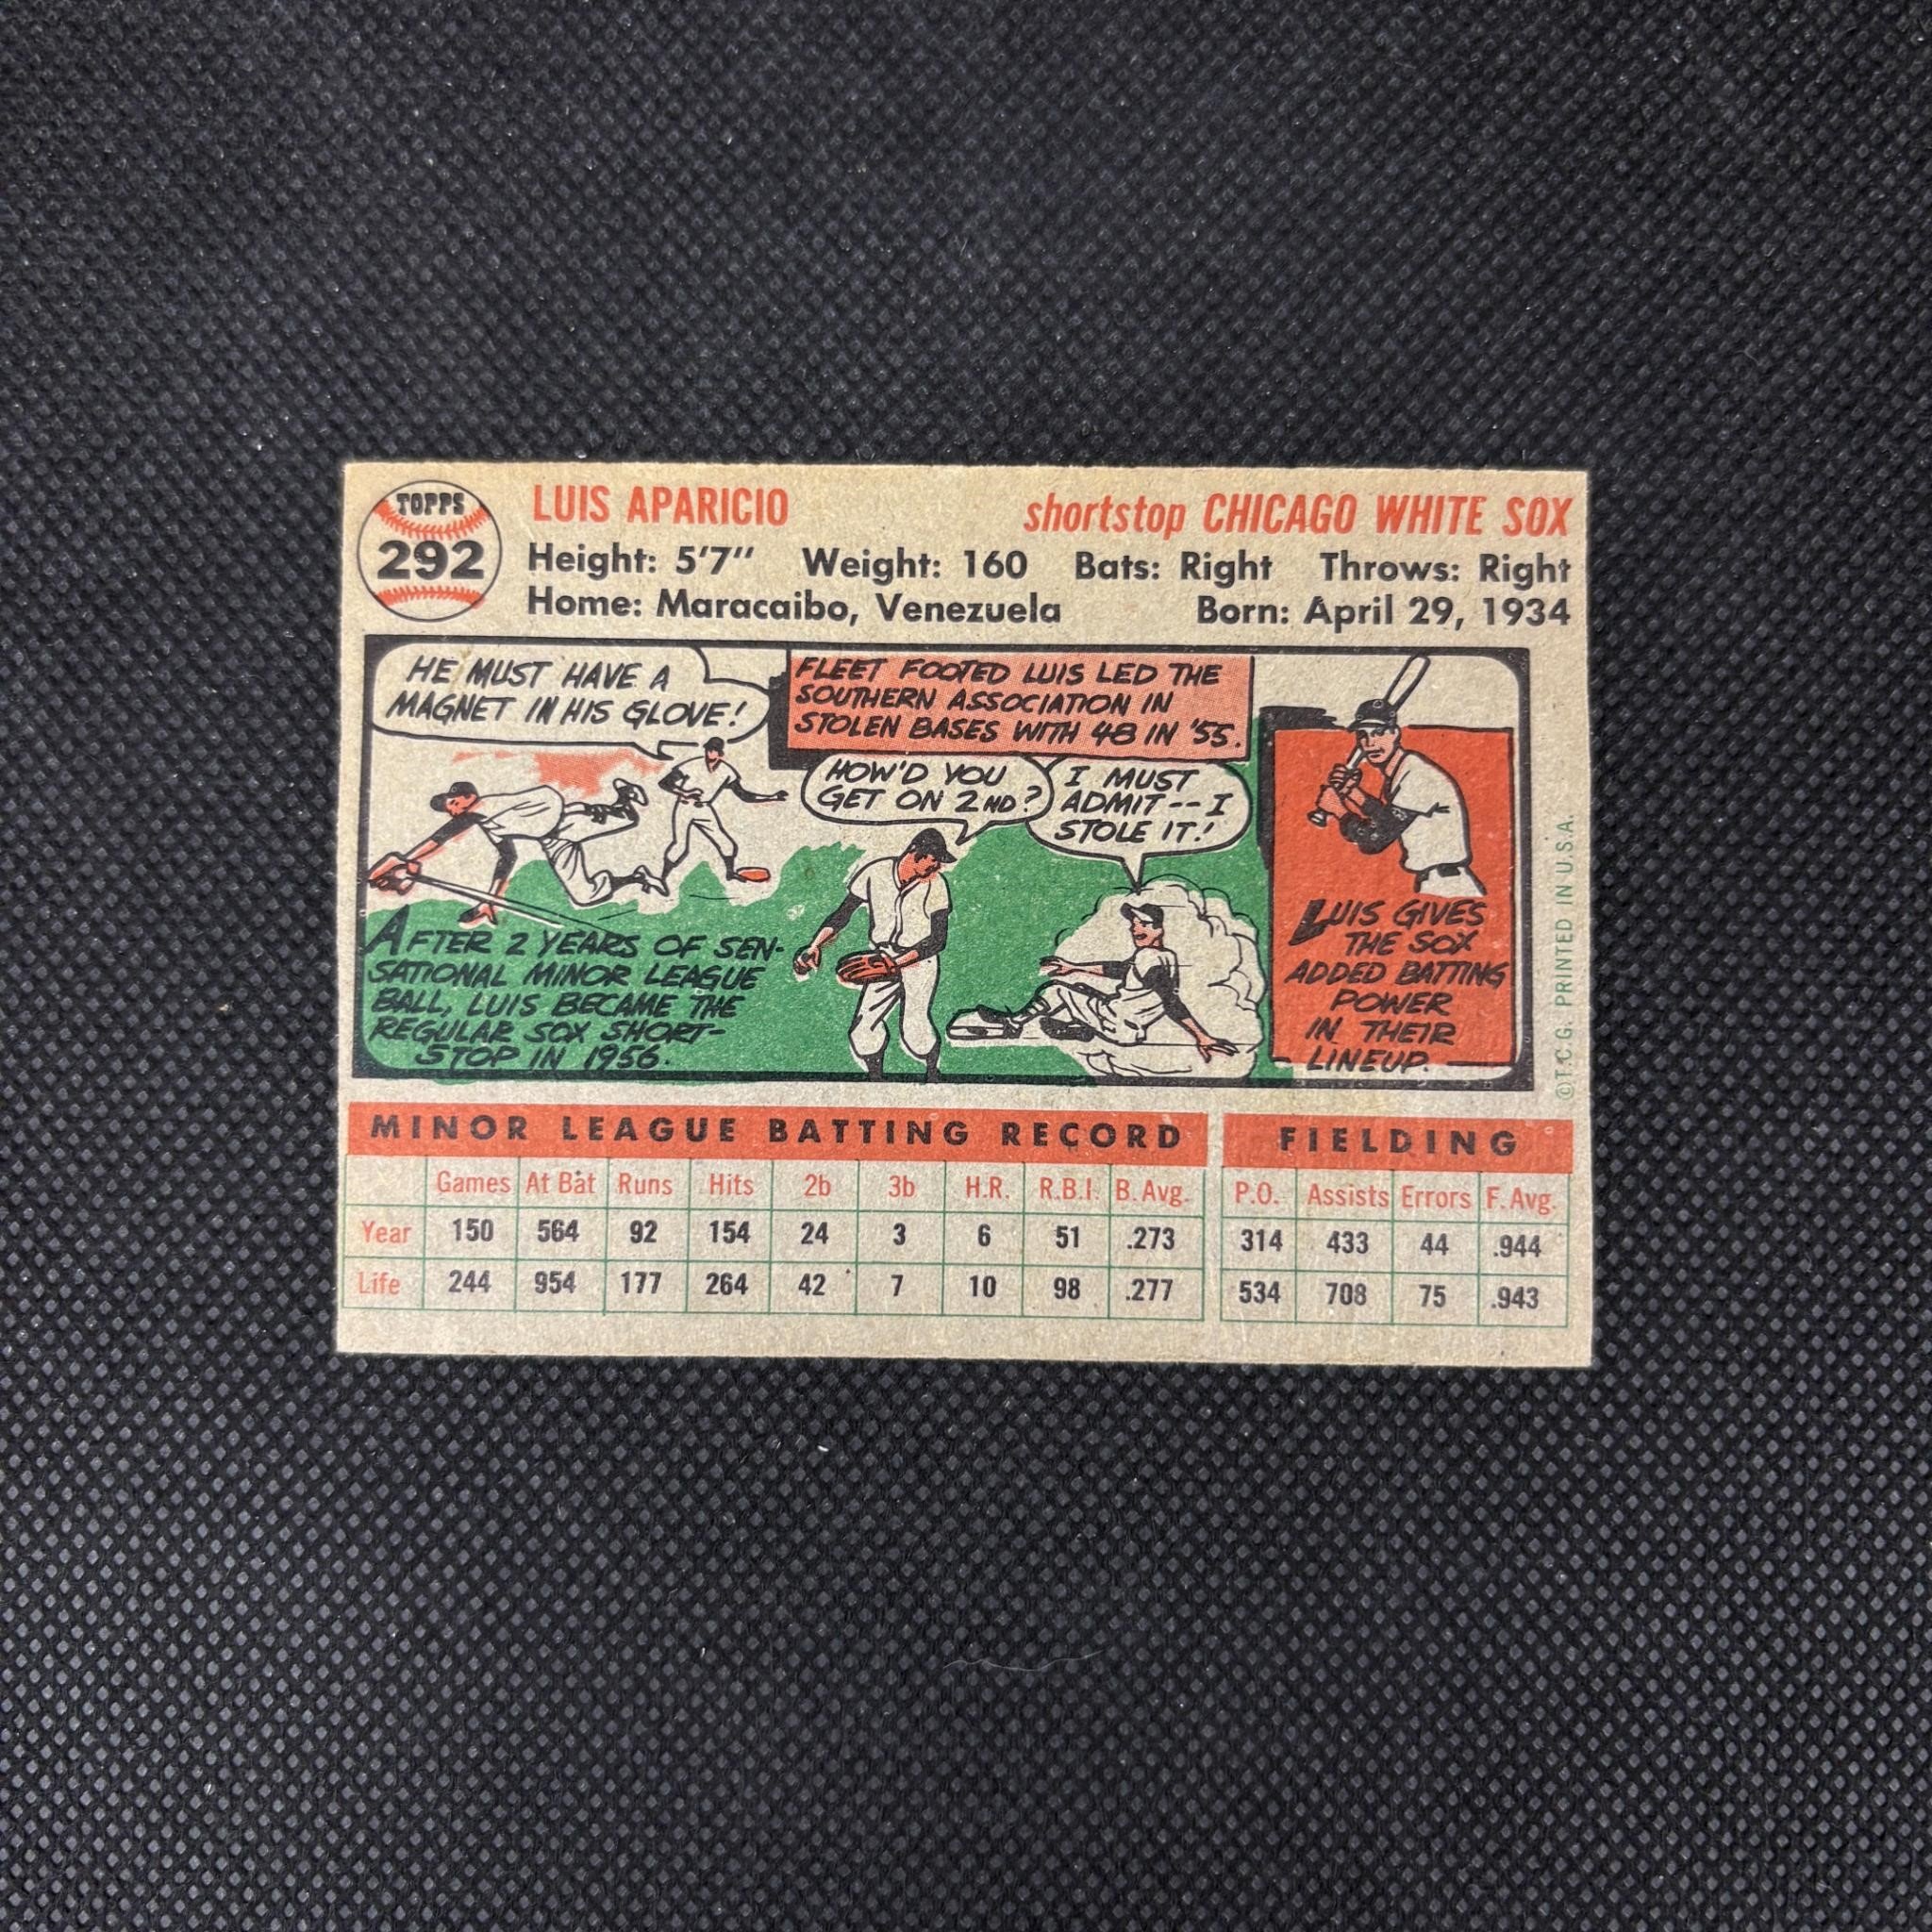 TOPPS
292
LUIS APARICIO
shortstop CHICAGO WHITE SOX
Height: 5'7" Weight: 160 Bats: Right Throws: Right
Home: Maracaibo, Venezuela Born: April 29, 1934
HE MUST HAVE A
MAGNET IN HIS GLOVE!
FLEET FOOTED LUIS LED THE
SOUTHERN ASSOCIATION IN
STOLEN BASES WITH 48 IN '55.
HOW'D YOU
GET ON 2ND?
I MUST
ADMIT--I
STOLE IT!
AFTER 2 YEARS OF SEN-
SATIONAL MINOR LEAGUE
BALL, LUIS BECAME THE
REGULAR SOX SHORT-
STOP IN 1956.
LUIS GIVES
THE SOX
ADDED BATTING
POWER
IN THEIR
LINEUP.
©T.C.G. PRINTED IN U.S.A.
MINOR LEAGUE BATTING RECORD
Games At Bat Runs Hits 2b 3b H.R. R.B.I. B. Avg.
Year 150 564 92 154 24 3 6 51 .273
Life 244 954 177 264 42 7 10 98 .277
FIELDING
P.O. Assists Errors F. Avg.
314 433 44 .944
534 708 75 .943